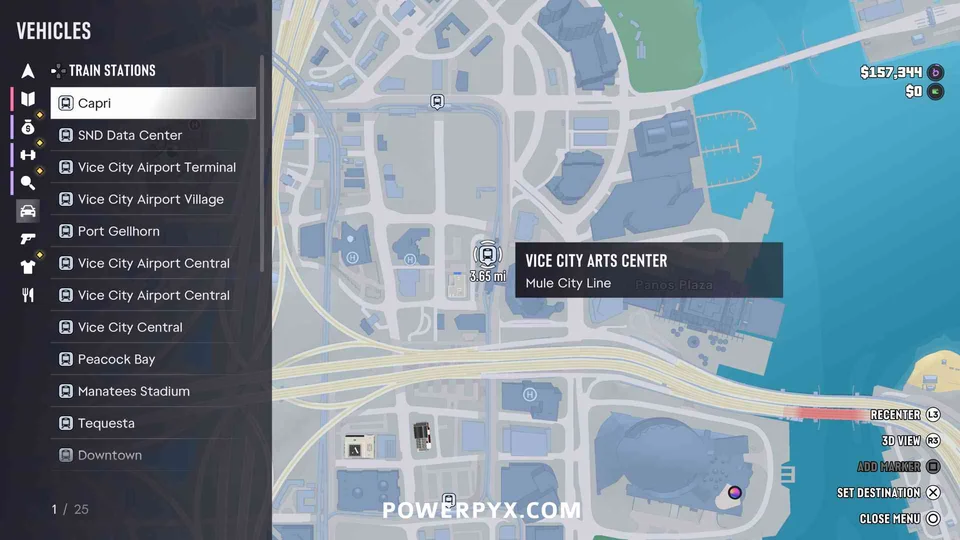 VEHICLES
TRAIN STATIONS
Capri
SND Data Center
Vice City Airport Terminal
Vice City Airport Village
Port Gellhorn
Vice City Airport Central
Vice City Airport Central
Vice City Central
Peacock Bay
Manatees Stadium
Tequesta
Downtown
1 / 25
$157,344
$0
3.65 mi
VICE CITY ARTS CENTER
Mule City Line
Panos Plaza
H
H
H
RECENTER L3
3D VIEW R3
ADD MARKER
SET DESTINATION
CLOSE MENU
POWERPYX.COM